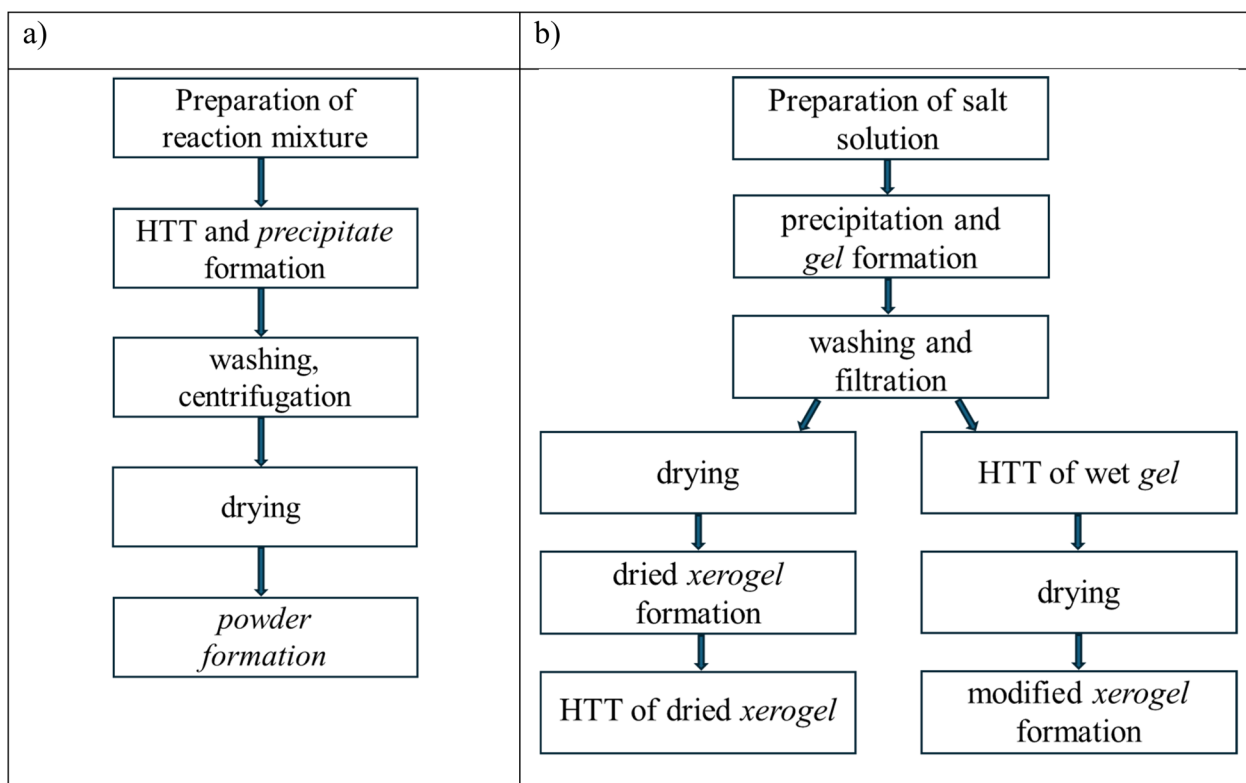 a)
Preparation of
reaction mixture
HTT and precipitate
formation
washing,
centrifugation
drying
powder
formation
b)
Preparation of salt
solution
precipitation and
gel formation
washing and
filtration
drying
dried xerogel
formation
HTT of dried xerogel
HTT of wet gel
drying
modified xerogel
formation